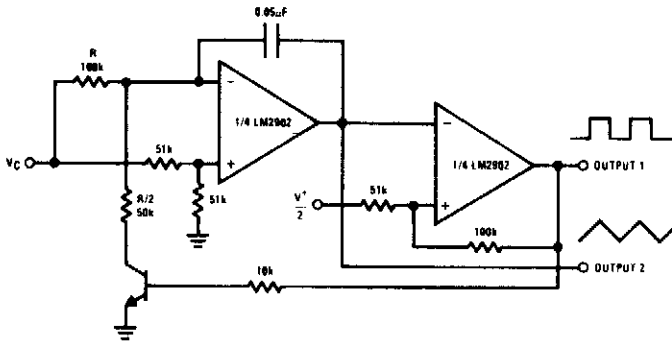 0.05μF
R
100k
-
1/4 LM2902
+
51k
V_C
51k
R/2
50k
-
1/4 LM2902
+
V+
2
51k
100k
OUTPUT 1
OUTPUT 2
10k